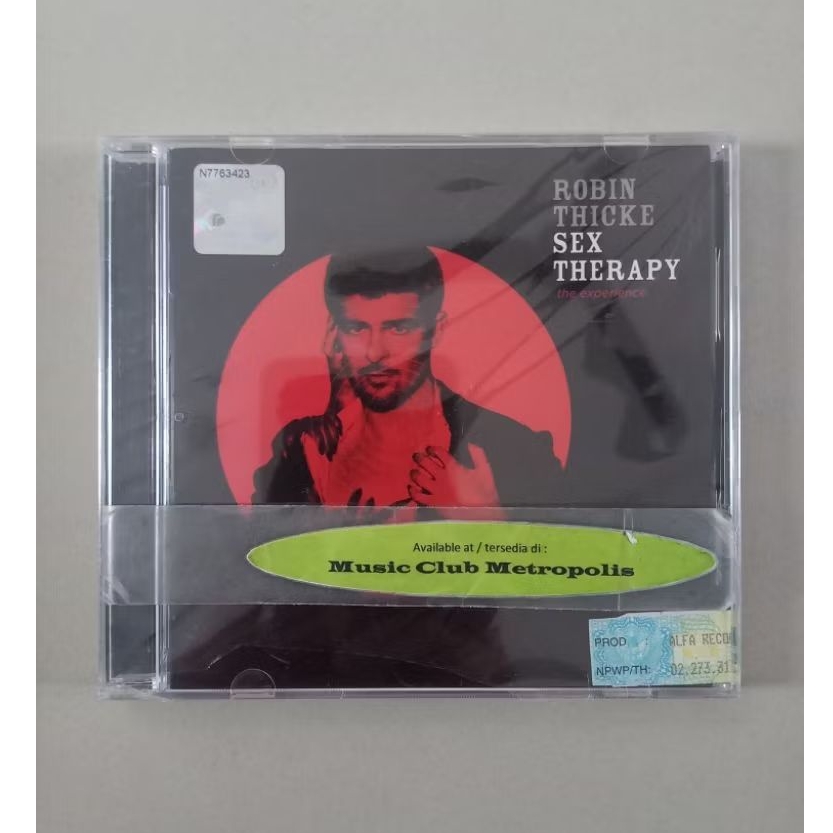 N7763423
ROBIN
THICKE
SEX
THERAPY
the experience
Available at / tersedia di :
Music Club Metropolis
PROD : ALFA RECO
NPWP/TH: 02.273.31